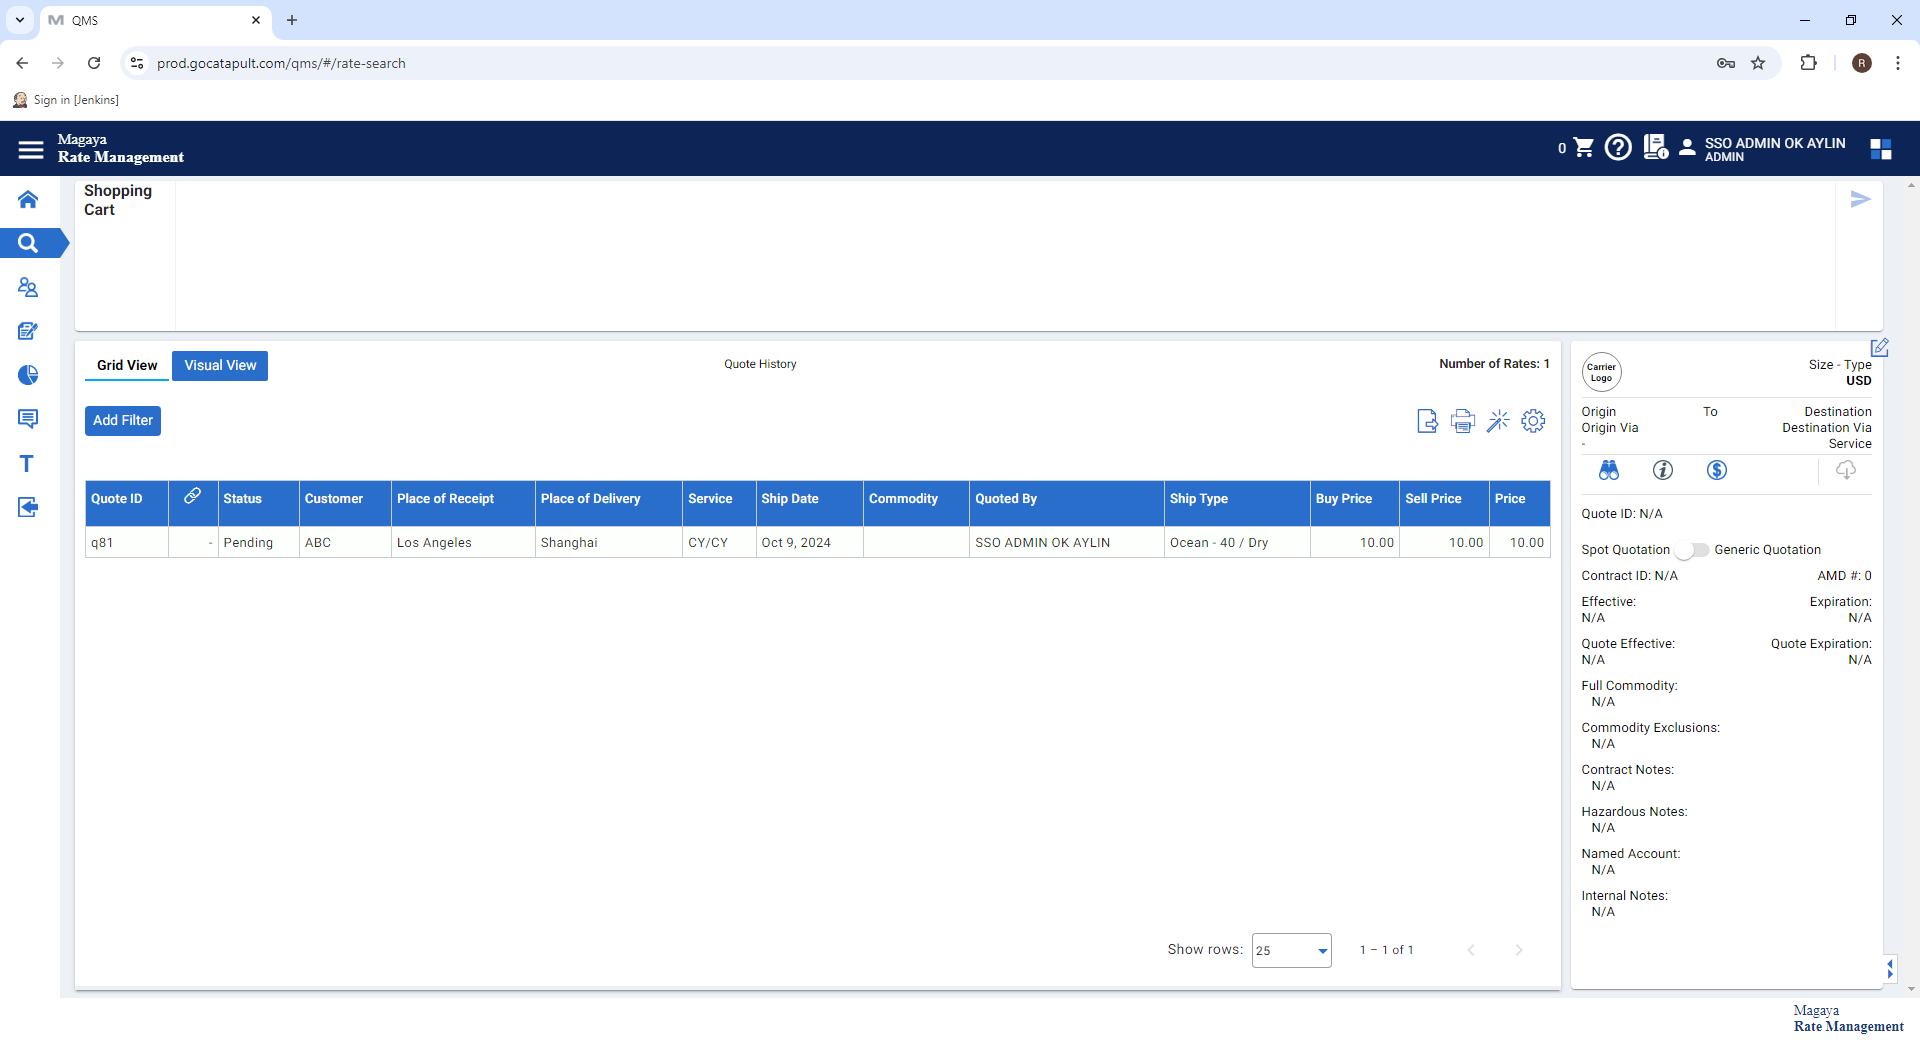 QMS
prod.gocatapult.com/qms/#/rate-search
R
Sign in [Jenkins]
Magaya
Rate Management
0
SSO ADMIN OK AYLIN
ADMIN
Shopping
Cart
Grid View
Visual View
Quote History
Number of Rates: 1
Add Filter
Quote ID Status Customer Place of Receipt Place of Delivery Service Ship Date Commodity Quoted By Ship Type Buy Price Sell Price Price
q81 - Pending ABC Los Angeles Shanghai CY/CY Oct 9, 2024 SSO ADMIN OK AYLIN Ocean - 40 / Dry 10.00 10.00 10.00
Show rows: 25 1 – 1 of 1
Carrier
Logo
Size - Type
USD
Origin To Destination
Origin Via Destination Via
- Service
Quote ID: N/A
Spot Quotation Generic Quotation
Contract ID: N/A AMD #: 0
Effective: Expiration:
N/A N/A
Quote Effective: Quote Expiration:
N/A N/A
Full Commodity:
N/A
Commodity Exclusions:
N/A
Contract Notes:
N/A
Hazardous Notes:
N/A
Named Account:
N/A
Internal Notes:
N/A
T
Magaya
Rate Management